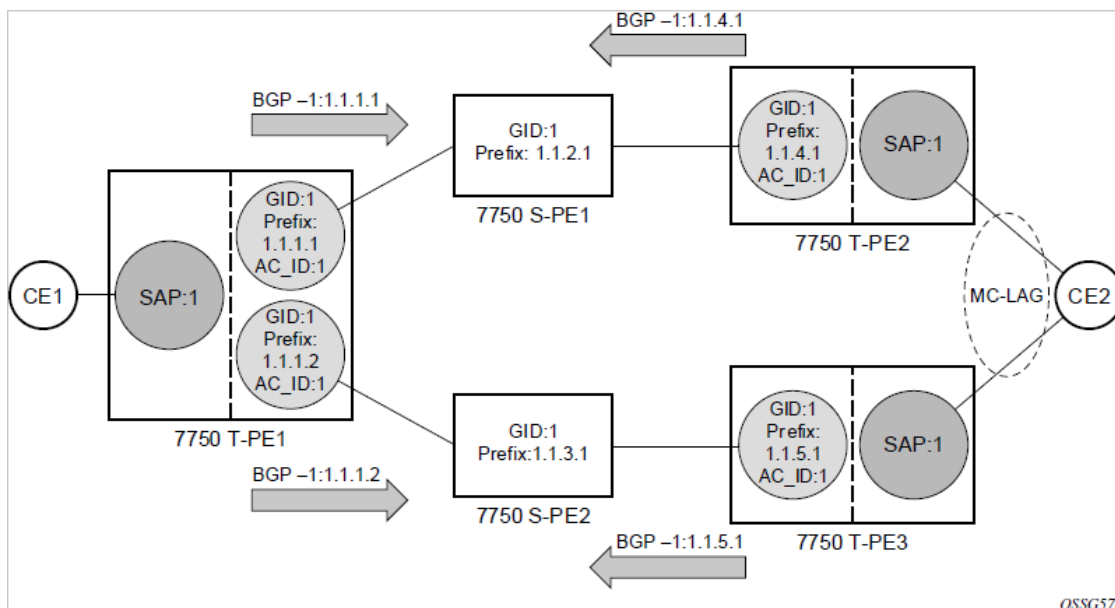 BGP –1:1.1.4.1
BGP –1:1.1.1.1
GID:1
Prefix: 1.1.2.1
7750 S-PE1
GID:1
Prefix:
1.1.4.1
AC_ID:1
SAP:1
7750 T-PE2
CE1
SAP:1
GID:1
Prefix:
1.1.1.1
AC_ID:1
GID:1
Prefix:
1.1.1.2
AC_ID:1
7750 T-PE1
MC-LAG
CE2
GID:1
Prefix:1.1.3.1
7750 S-PE2
GID:1
Prefix:
1.1.5.1
AC_ID:1
SAP:1
7750 T-PE3
BGP –1:1.1.1.2
BGP –1:1.1.5.1
OSSG57